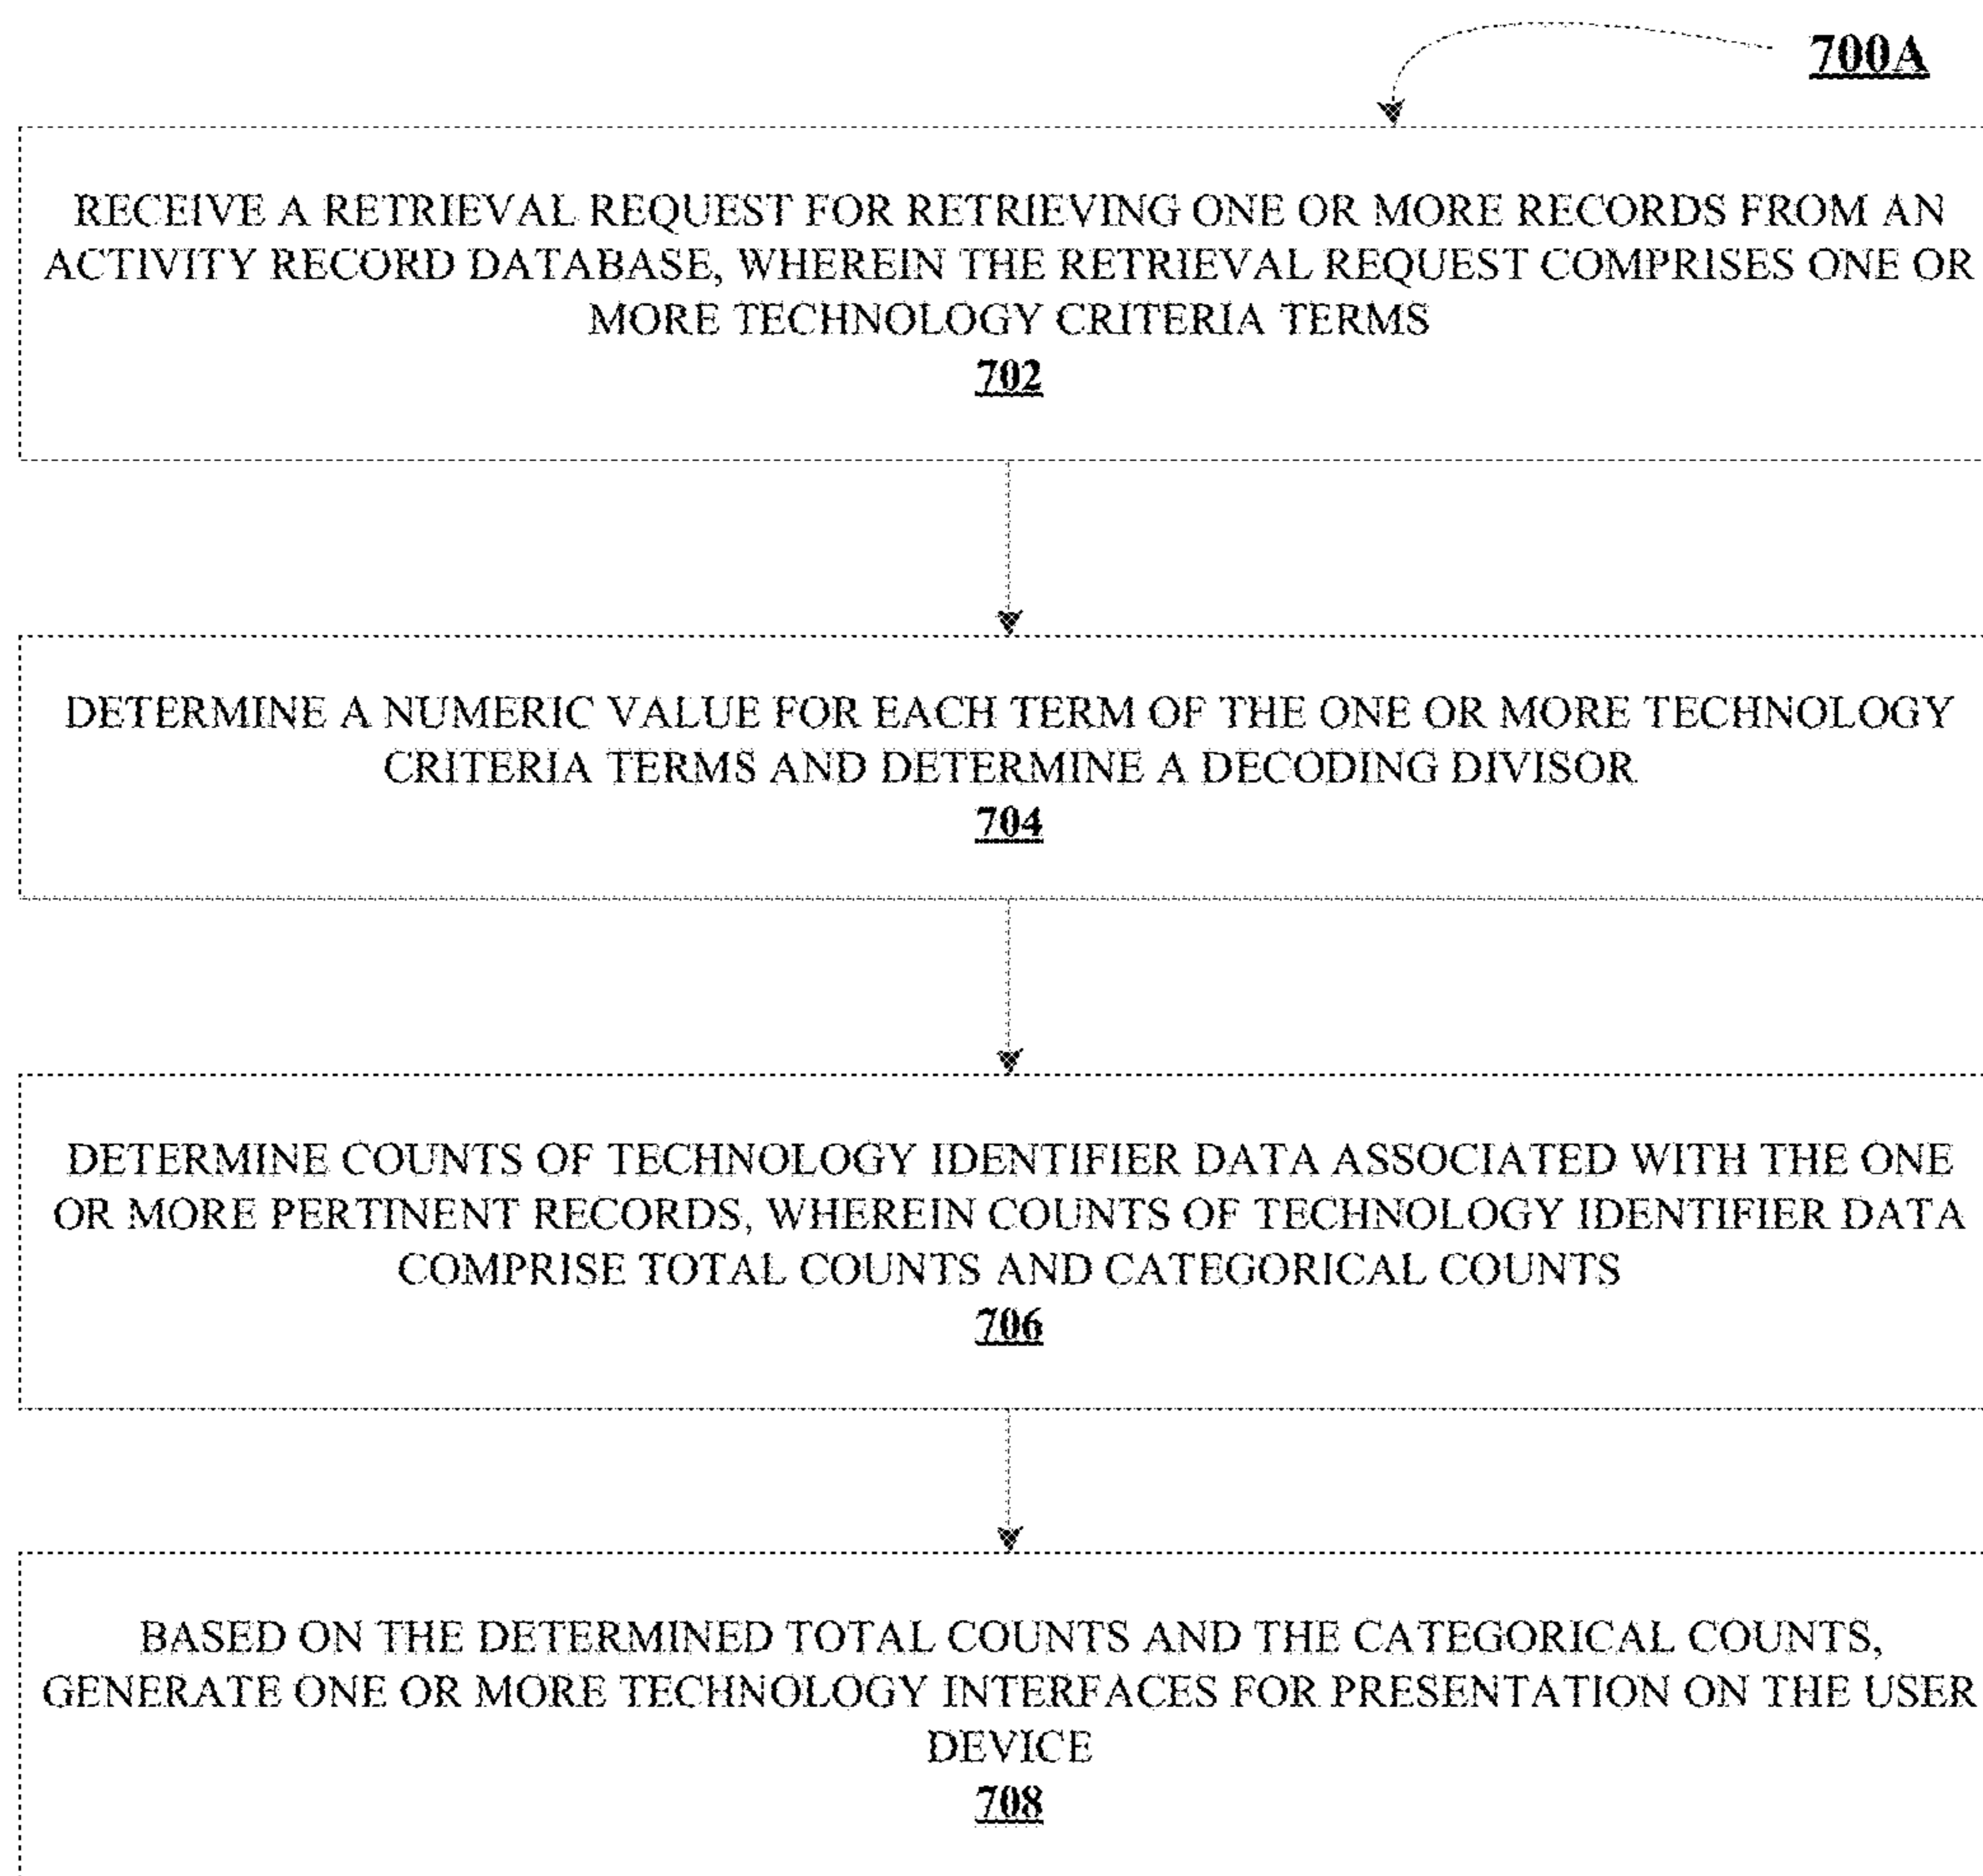 700A
RECEIVE A RETRIEVAL REQUEST FOR RETRIEVING ONE OR MORE RECORDS FROM AN
ACTIVITY RECORD DATABASE, WHEREIN THE RETRIEVAL REQUEST COMPRISES ONE OR
MORE TECHNOLOGY CRITERIA TERMS
702
DETERMINE A NUMERIC VALUE FOR EACH TERM OF THE ONE OR MORE TECHNOLOGY
CRITERIA TERMS AND DETERMINE A DECODING DIVISOR
704
DETERMINE COUNTS OF TECHNOLOGY IDENTIFIER DATA ASSOCIATED WITH THE ONE
OR MORE PERTINENT RECORDS, WHEREIN COUNTS OF TECHNOLOGY IDENTIFIER DATA
COMPRISE TOTAL COUNTS AND CATEGORICAL COUNTS
706
BASED ON THE DETERMINED TOTAL COUNTS AND THE CATEGORICAL COUNTS,
GENERATE ONE OR MORE TECHNOLOGY INTERFACES FOR PRESENTATION ON THE USER
DEVICE
708